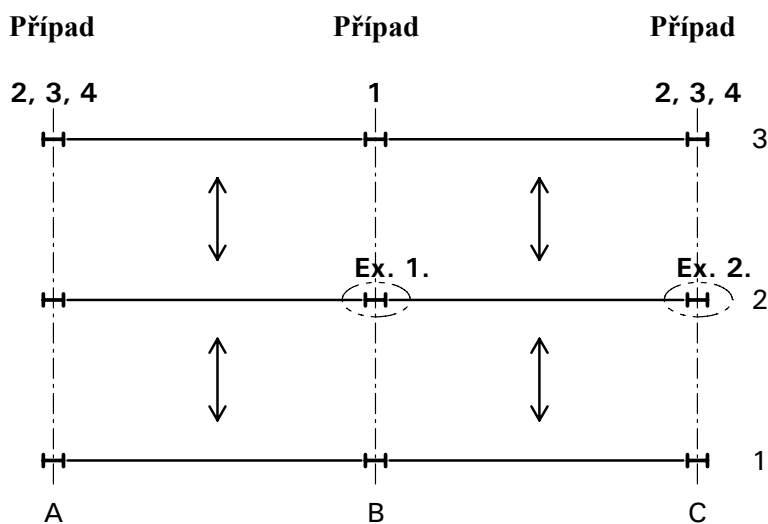 Případ Případ Případ
2, 3, 4 1 2, 3, 4
3
Ex. 1. Ex. 2.
2
1
A B C